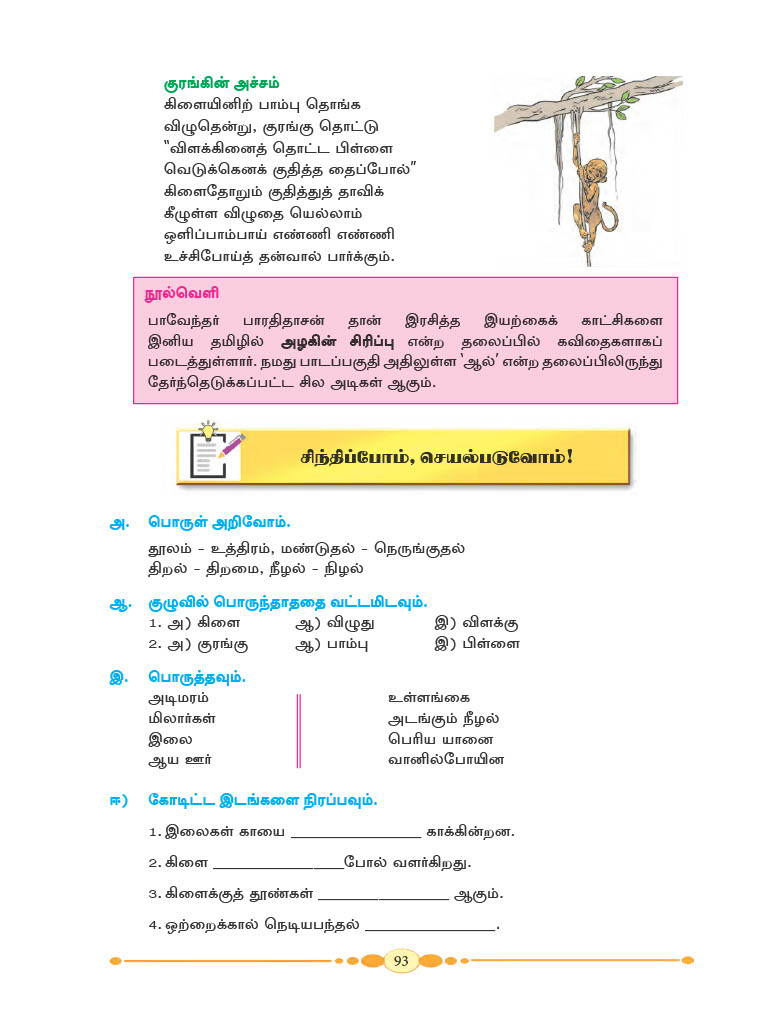 குரங்கின் அச்சம்
கிளையினிற் பாம்பு தொங்க
விழுதென்று, குரங்கு தொட்டு
“விளக்கினைத் தொட்ட பிள்ளை
வெடுக்கெனக் குதித்த தைப்போல்”
கிளைதோறும் குதித்துத் தாவிக்
கீழுள்ள விழுதை யெல்லாம்
ஒளிப்பாம்பாய் எண்ணி எண்ணி
உச்சிபோய்த் தன்வால் பார்க்கும்.
நூல்வெளி
பாவேந்தர் பாரதிதாசன் தான் இரசித்த இயற்கைக் காட்சிகளை
இனிய தமிழில் அழகின் சிரிப்பு என்ற தலைப்பில் கவிதைகளாகப்
படைத்துள்ளார். நமது பாடப்பகுதி அதிலுள்ள ‘ஆல்’ என்ற தலைப்பிலிருந்து
தேர்ந்தெடுக்கப்பட்ட சில அடிகள் ஆகும்.
சிந்திப்போம், செயல்படுவோம்!
அ. பொருள் அறிவோம்.
தூலம் - உத்திரம், மண்டுதல் - நெருங்குதல்
திறல் - திறமை, நீழல் - நிழல்
ஆ. குழுவில் பொருந்தாததை வட்டமிடவும்.
1. அ) கிளை ஆ) விழுது இ) விளக்கு
2. அ) குரங்கு ஆ) பாம்பு இ) பிள்ளை
இ. பொருத்தவும்.
அடிமரம் உள்ளங்கை
மிலார்கள் அடங்கும் நீழல்
இலை பெரிய யானை
ஆய ஊர் வானில்போயின
ஈ) கோடிட்ட இடங்களை நிரப்பவும்.
1. இலைகள் காயை ________________ காக்கின்றன.
2. கிளை ________________போல் வளர்கிறது.
3. கிளைக்குத் தூண்கள் ________________ ஆகும்.
4. ஒற்றைக்கால் நெடியபந்தல் ________________.
93